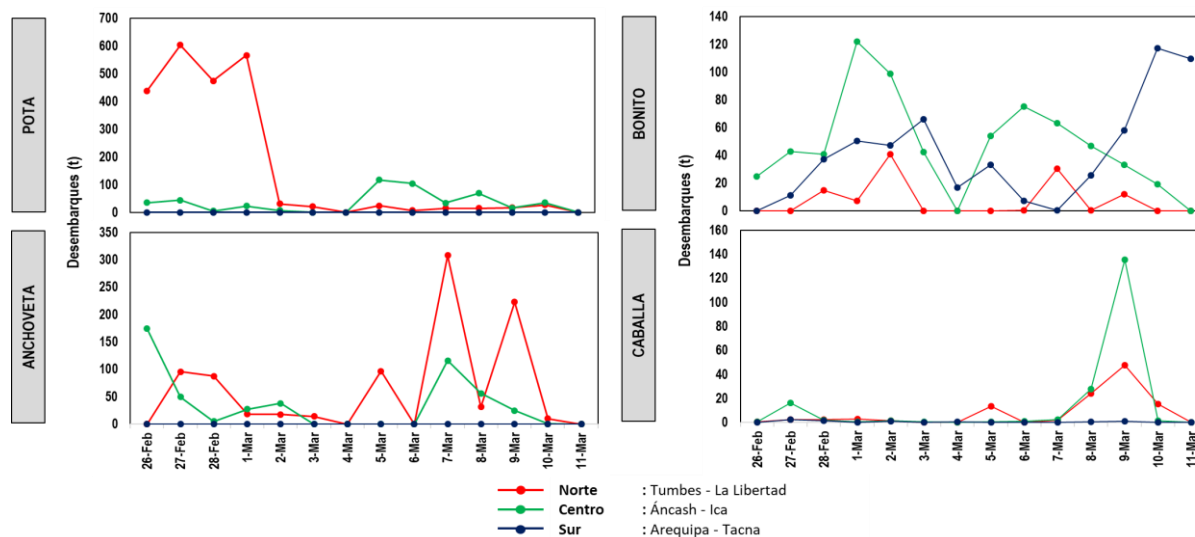 POTA
Desembarques (t)
700
600
500
400
300
200
100
0
ANCHOVETA
350
300
250
200
150
100
50
0
26-Feb
27-Feb
28-Feb
1-Mar
2-Mar
3-Mar
4-Mar
5-Mar
6-Mar
7-Mar
8-Mar
9-Mar
10-Mar
11-Mar
BONITO
Desembarques (t)
140
120
100
80
60
40
20
0
CABALLA
160
140
120
100
80
60
40
20
0
26-Feb
27-Feb
28-Feb
1-Mar
2-Mar
3-Mar
4-Mar
5-Mar
6-Mar
7-Mar
8-Mar
9-Mar
10-Mar
11-Mar
Norte : Tumbes - La Libertad
Centro : Áncash - Ica
Sur : Arequipa - Tacna